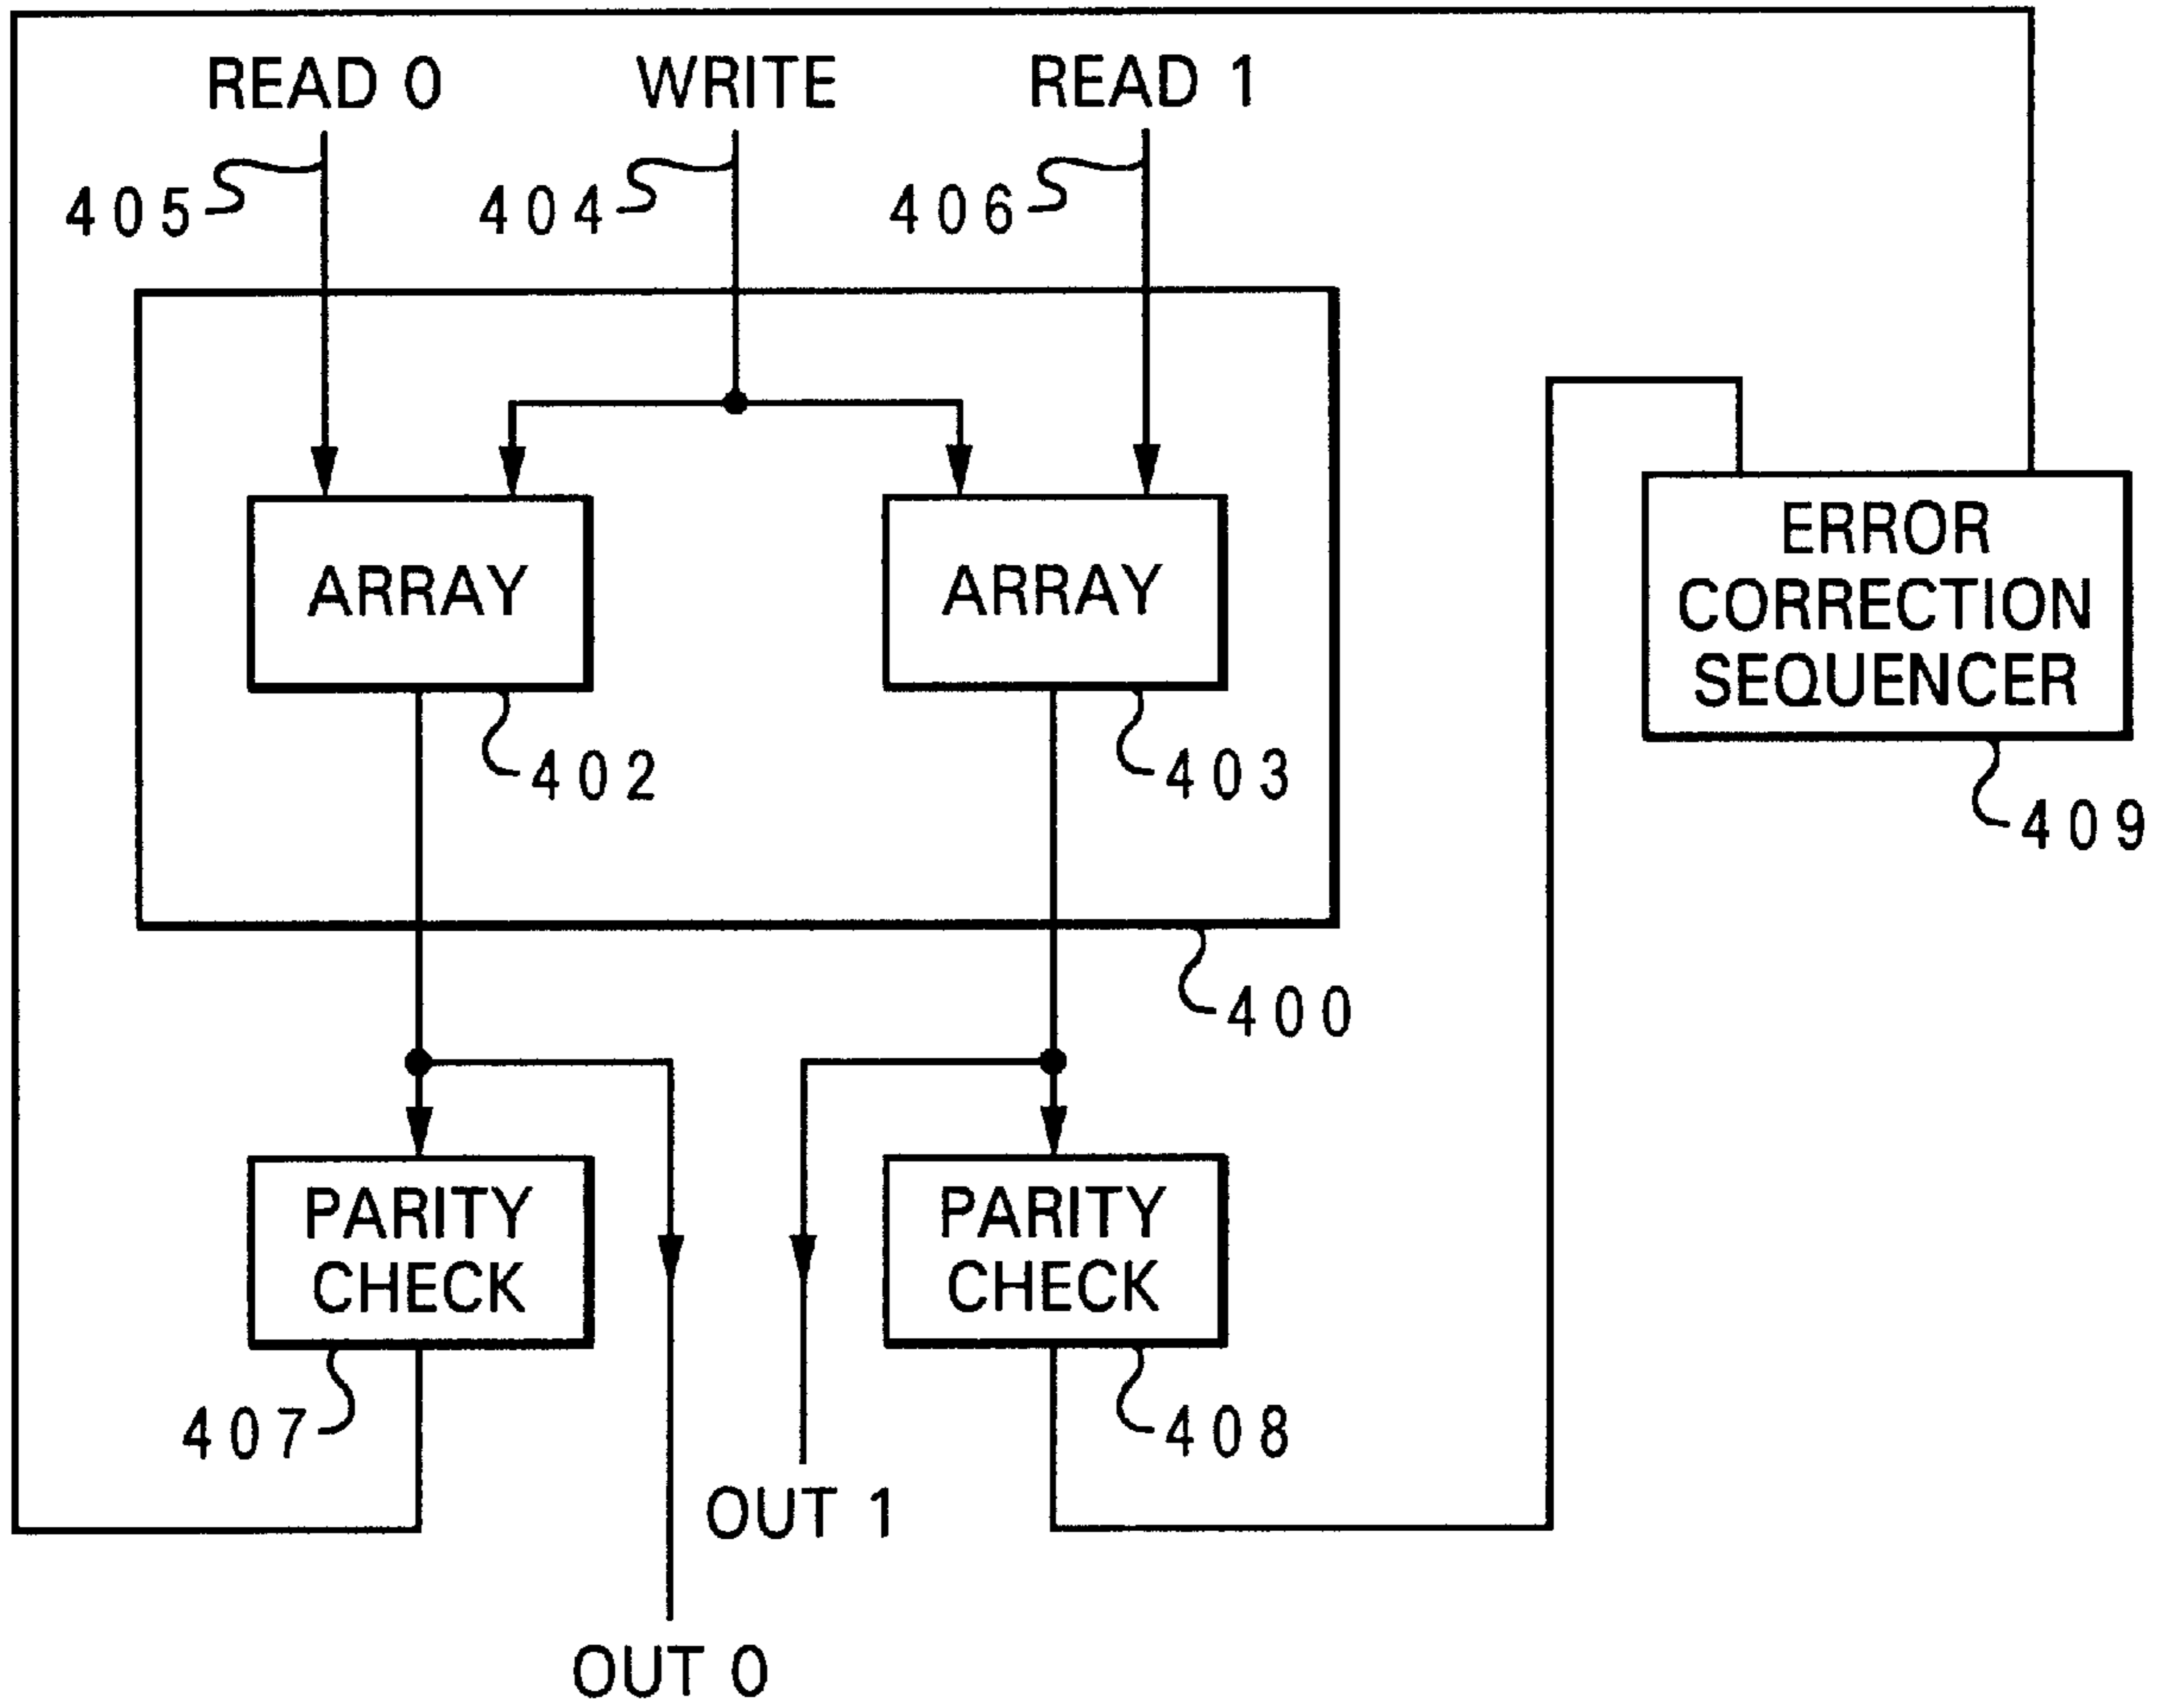 READ 0
WRITE
READ 1
405
404
406
ARRAY
ARRAY
ERROR
CORRECTION
SEQUENCER
402
403
409
400
PARITY
CHECK
PARITY
CHECK
407
408
OUT 1
OUT 0